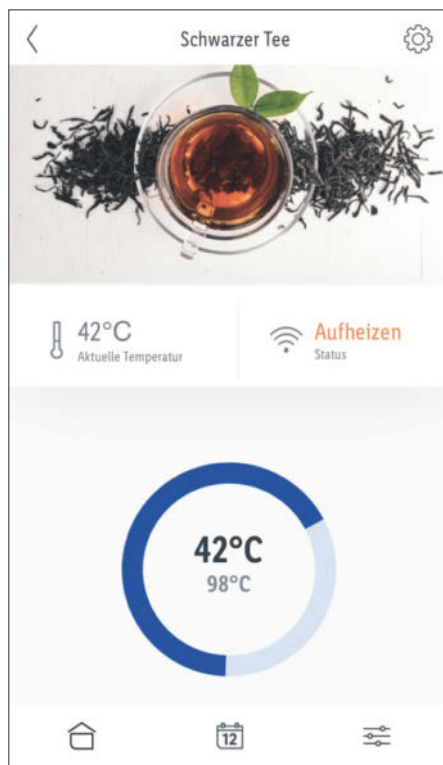 Schwarzer Tee
42°C
Aktuelle Temperatur
Aufheizen
Status
42°C
98°C
12